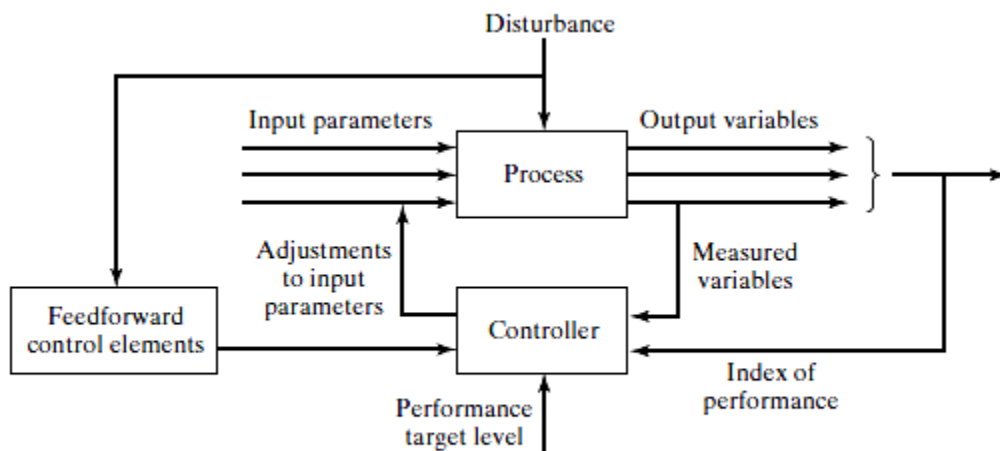 Disturbance
Input parameters
Output variables
Process
Adjustments
to input
parameters
Measured
variables
Feedforward
control elements
Controller
Index of
performance
Performance
target level